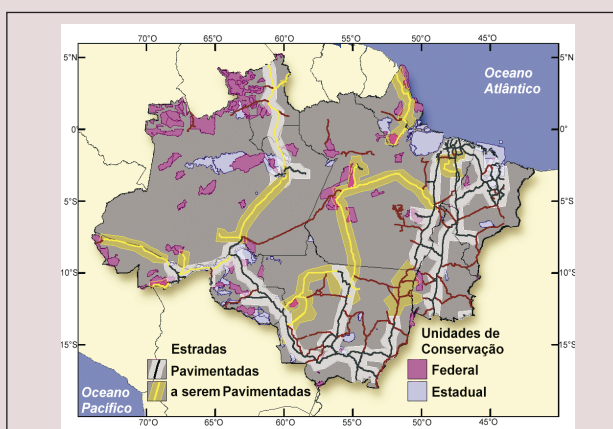 70°O 65°O 60°O 55°O 50°O 45°O
5°N
Oceano
Atlântico
0°
5°S
10°S
15°S
5°N
0°
5°S
10°S
15°S
Estradas
Pavimentadas
a serem Pavimentadas
Unidades de
Conservação
Federal
Estadual
Oceano
Pacífico
70°O 65°O 60°O 55°O 50°O 45°O